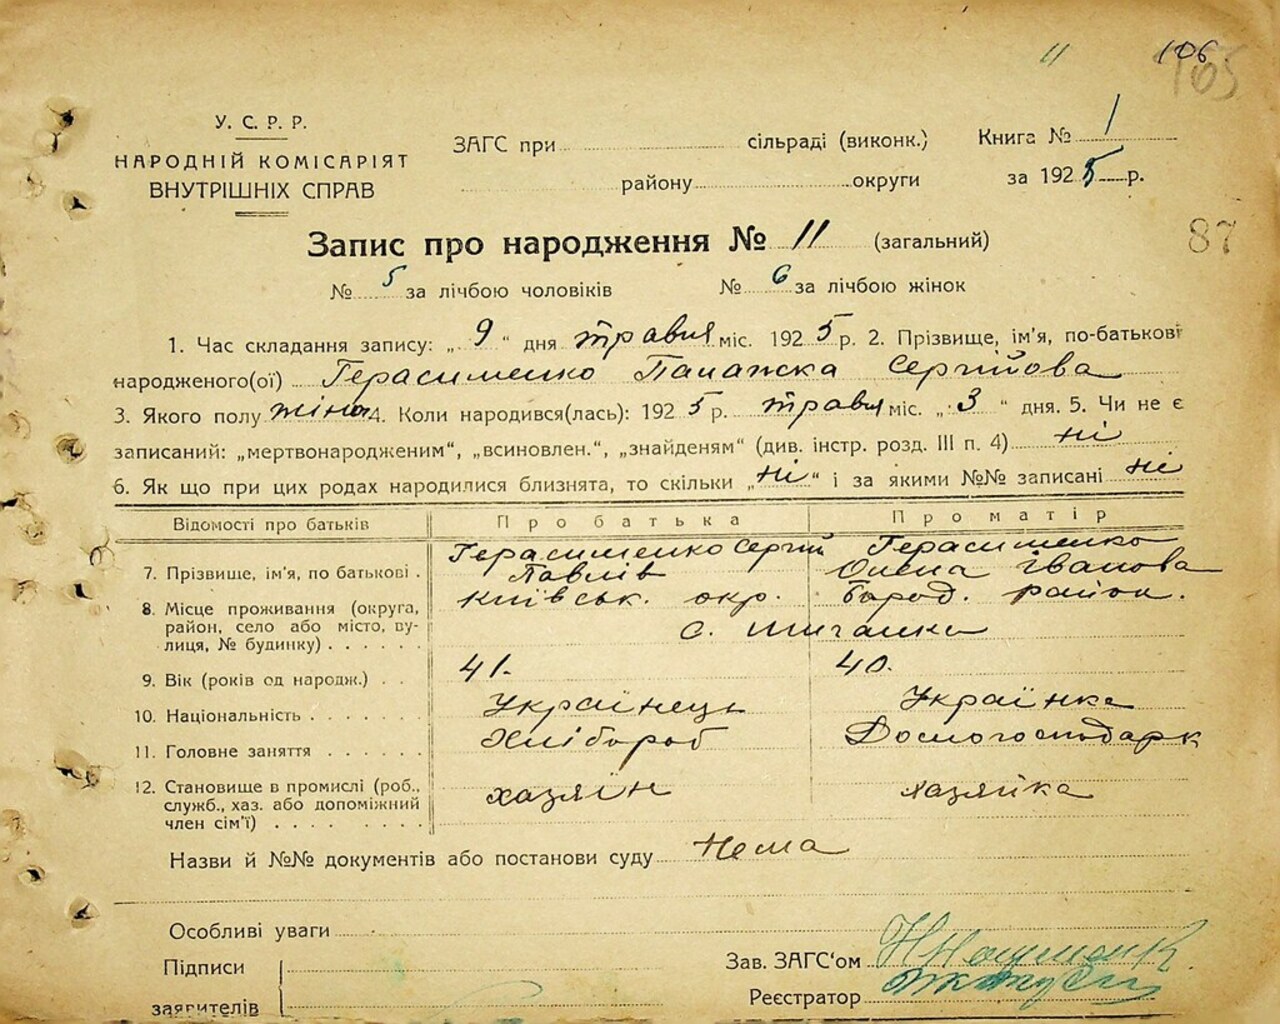 11 106
165
У. С. Р. Р.
НАРОДНІЙ КОМІСАРІЯТ
ВНУТРІШНІХ СПРАВ
ЗАГС при сільраді (виконк.) Книга № 1
району округи за 1925 р.
Запис про народження № 11 (загальний)
87
№ 5 за лічбою чоловіків № 6 за лічбою жінок
1. Час складання запису: „9“ дня травня міс. 1925 р. 2. Прізвище, ім'я, по-батькові
народженого(ої) Герасименко Палажка Сергійова
3. Якого полу жіноч 4. Коли народився(лась): 1925 р. травня міс. „3“ дня. 5. Чи не є
записаний: „мертвонародженим“, „всиновлен.“, „знайденям“ (див. інстр. розд. III п. 4) ні
6. Як що при цих родах народилися близнята, то скільки „ні“ і за якими №№ записані ні
Відомості про батьків Про батька Про матір
7. Прізвище, ім'я, по батькові . Герасименко Сергій Павлів Герасименко Олена Іванова
8. Місце проживання (округа, Київськ. окр. Бород. район.
район, село або місто, ву-
лиця, № будинку) . . . . . . с.
9. Вік (років од народж.) . . 41. 40.
10. Національність . . . . . . . Українець Українка
11. Головне заняття . . . . . . Хлібороб Домогосподарк
12. Становище в промислі (роб., хазяїн хазяйка
служб., хаз. або допоміжний
член сім'ї) . . . . . . . .
Назви й №№ документів або постанови суду Нема
Особливі уваги
Підписи Зав. ЗАГС'ом
заявителів Реєстратор